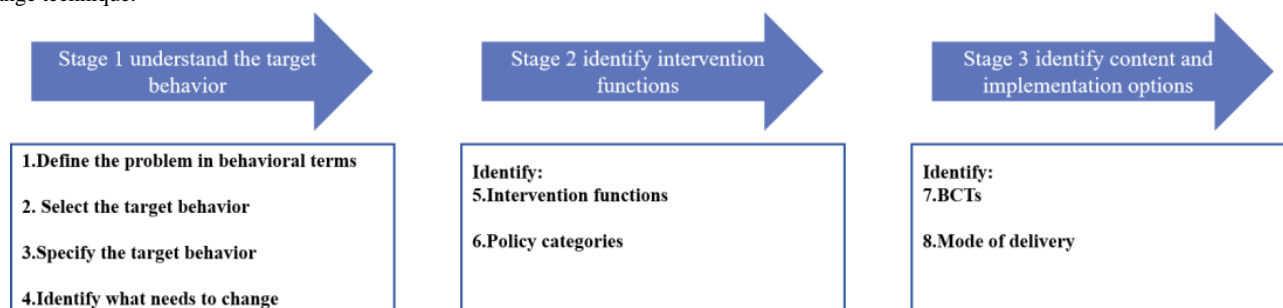 Stage 1 understand the target
behavior
Stage 2 identify intervention
functions
Stage 3 identify content and
implementation options
1.Define the problem in behavioral terms
2. Select the target behavior
3.Specify the target behavior
4.Identify what needs to change
Identify:
5.Intervention functions
6.Policy categories
Identify:
7.BCTs
8.Mode of delivery